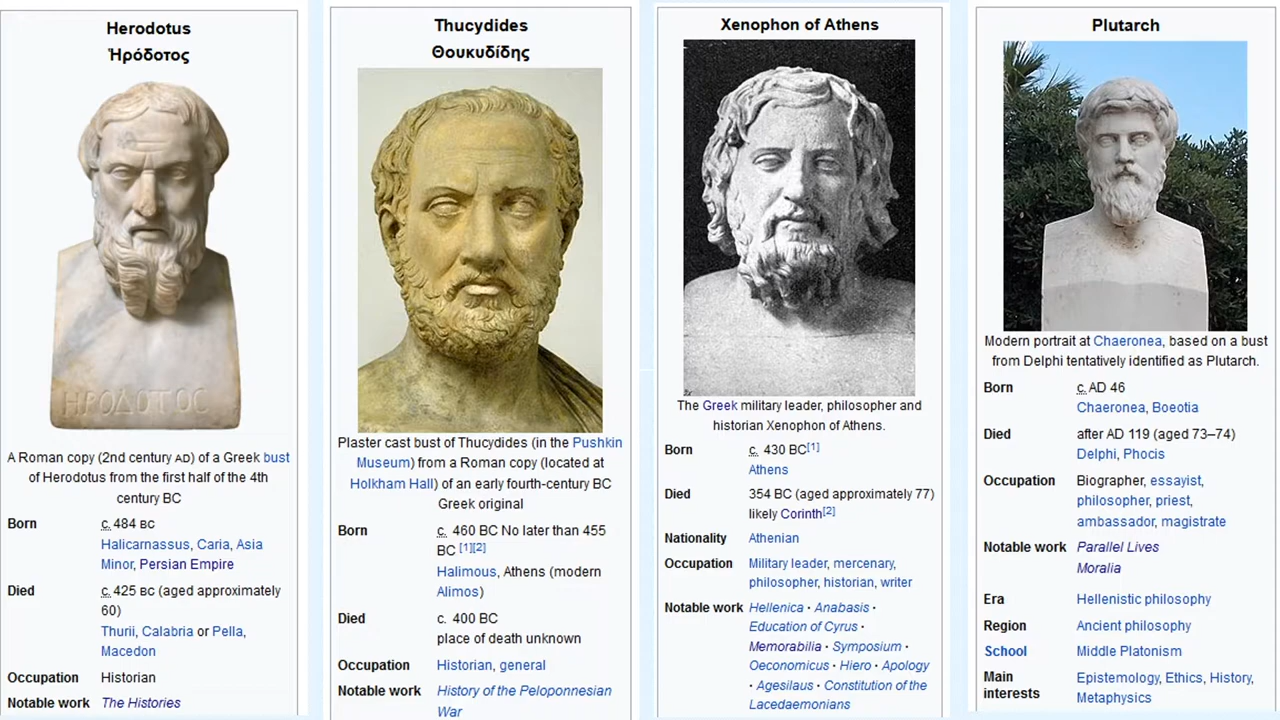 Herodotus
Ἡρόδοτος
ΗΡΟΔΟΤΟC
A Roman copy (2nd century AD) of a Greek bust
of Herodotus from the first half of the 4th
century BC
Born c. 484 BC
Halicarnassus, Caria, Asia
Minor, Persian Empire
Died c. 425 BC (aged approximately
60)
Thurii, Calabria or Pella,
Macedon
Occupation Historian
Notable work The Histories
Thucydides
Θουκυδίδης
Plaster cast bust of Thucydides (in the Pushkin
Museum) from a Roman copy (located at
Holkham Hall) of an early fourth-century BC
Greek original
Born c. 460 BC No later than 455
BC [1][2]
Halimous, Athens (modern
Alimos)
Died c. 400 BC
place of death unknown
Occupation Historian, general
Notable work History of the Peloponnesian
War
Xenophon of Athens
The Greek military leader, philosopher and
historian Xenophon of Athens.
Born c. 430 BC[1]
Athens
Died 354 BC (aged approximately 77)
likely Corinth[2]
Nationality Athenian
Occupation Military leader, mercenary,
philosopher, historian, writer
Notable work Hellenica · Anabasis ·
Education of Cyrus ·
Memorabilia · Symposium ·
Oeconomicus · Hiero · Apology
· Agesilaus · Constitution of the
Lacedaemonians
Plutarch
Modern portrait at Chaeronea, based on a bust
from Delphi tentatively identified as Plutarch.
Born c. AD 46
Chaeronea, Boeotia
Died after AD 119 (aged 73–74)
Delphi, Phocis
Occupation Biographer, essayist,
philosopher, priest,
ambassador, magistrate
Notable work Parallel Lives
Moralia
Era Hellenistic philosophy
Region Ancient philosophy
School Middle Platonism
Main interests Epistemology, Ethics, History,
Metaphysics